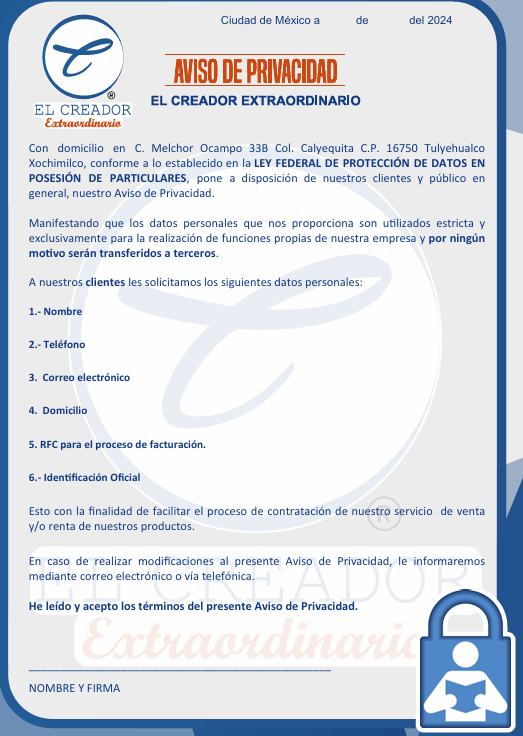 Ciudad de México a de del 2024
AVISO DE PRIVACIDAD
EL CREADOR EXTRAORDINARIO
®
EL CREADOR
Extraordinario
Con domicilio en C. Melchor Ocampo 33B Col. Calyequita C.P. 16750 Tulyehualco
Xochimilco, conforme a lo establecido en la LEY FEDERAL DE PROTECCIÓN DE DATOS EN
POSESIÓN DE PARTICULARES, pone a disposición de nuestros clientes y público en
general, nuestro Aviso de Privacidad.
Manifestando que los datos personales que nos proporciona son utilizados estricta y
exclusivamente para la realización de funciones propias de nuestra empresa y por ningún
motivo serán transferidos a terceros.
A nuestros clientes les solicitamos los siguientes datos personales:
1.- Nombre
2.- Teléfono
3. Correo electrónico
4. Domicilio
5. RFC para el proceso de facturación.
6.- Identificación Oficial
Esto con la finalidad de facilitar el proceso de contratación de nuestro servicio de venta
y/o renta de nuestros productos.
®
En caso de realizar modificaciones al presente Aviso de Privacidad, le informaremos
mediante correo electrónico o vía telefónica.
EL CREADOR
He leído y acepto los términos del presente Aviso de Privacidad.
Extraordinario
NOMBRE Y FIRMA